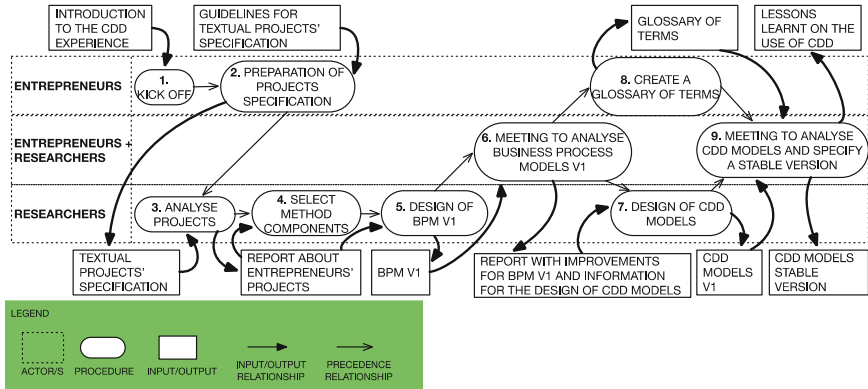 INTRODUCTION
TO THE CDD
EXPERIENCE
GUIDELINES FOR
TEXTUAL PROJECTS'
SPECIFICATION
GLOSSARY OF
TERMS
LESSONS
LEARNT ON THE
USE OF CDD
ENTREPRENEURS
1.
KICK OFF
2. PREPARATION OF
PROJECTS
SPECIFICATION
8. CREATE A
GLOSSARY OF TERMS
ENTREPRENEURS +
RESEARCHERS
6. MEETING TO ANALYSE
BUSINESS PROCESS
MODELS V1
9. MEETING TO ANALYSE
CDD MODELS AND SPECIFY
A STABLE VERSION
RESEARCHERS
3. ANALYSE
PROJECTS
4. SELECT
METHOD
COMPONENTS
5. DESIGN OF
BPM V1
7. DESIGN OF CDD
MODELS
TEXTUAL
PROJECTS'
SPECIFICATION
REPORT ABOUT
ENTREPRENEURS'
PROJECTS
BPM V1
REPORT WITH IMPROVEMENTS
FOR BPM V1 AND INFORMATION
FOR THE DESIGN OF CDD MODELS
CDD
MODELS
V1
CDD MODELS
STABLE
VERSION
LEGEND
ACTOR/S
PROCEDURE
INPUT/OUTPUT
INPUT/OUTPUT
RELATIONSHIP
PRECEDENCE
RELATIONSHIP